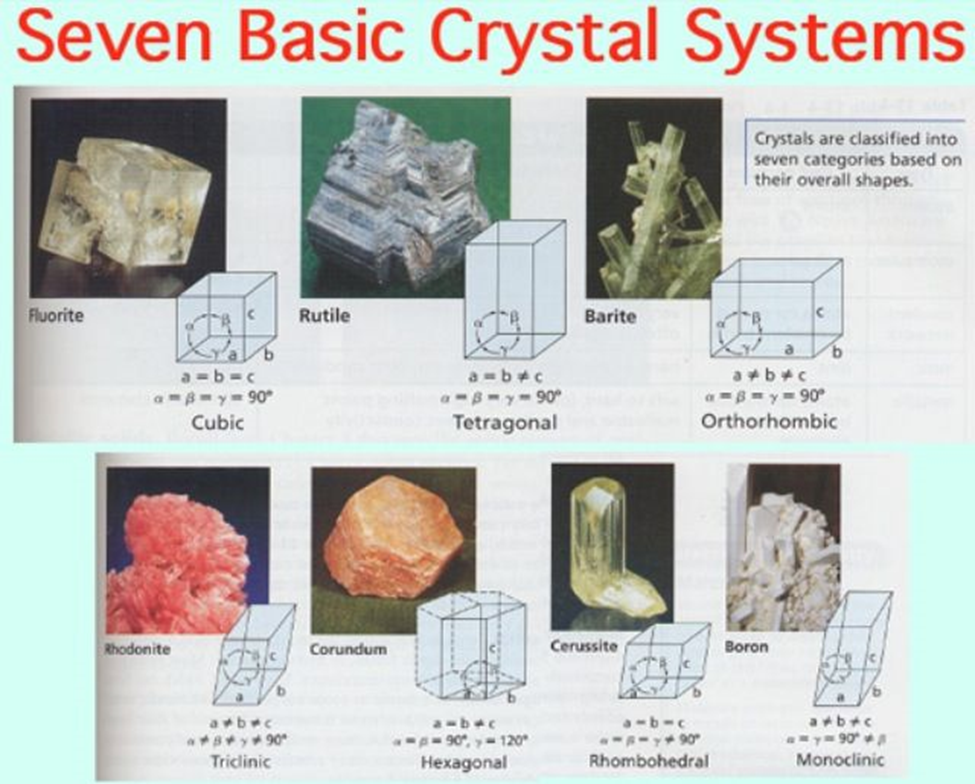 Seven Basic Crystal Systems
Crystals are classified into
seven categories based on
their overall shapes.
Fluorite
α β γ a b c
a = b = c
α = β = γ = 90°
Cubic
Rutile
α β γ
a = b ≠ c
α = β = γ = 90°
Tetragonal
Barite
α β γ a b c
a ≠ b ≠ c
α = β = γ = 90°
Orthorhombic
Rhodonite
α β γ a b c
a ≠ b ≠ c
α ≠ β ≠ γ ≠ 90°
Triclinic
Corundum
a b c
a = b ≠ c
α = β = 90°, γ = 120°
Hexagonal
Cerussite
α β γ a b c
a = b = c
α = β = γ ≠ 90°
Rhombohedral
Boron
α β a b c
a ≠ b ≠ c
α = γ = 90° ≠ β
Monoclinic